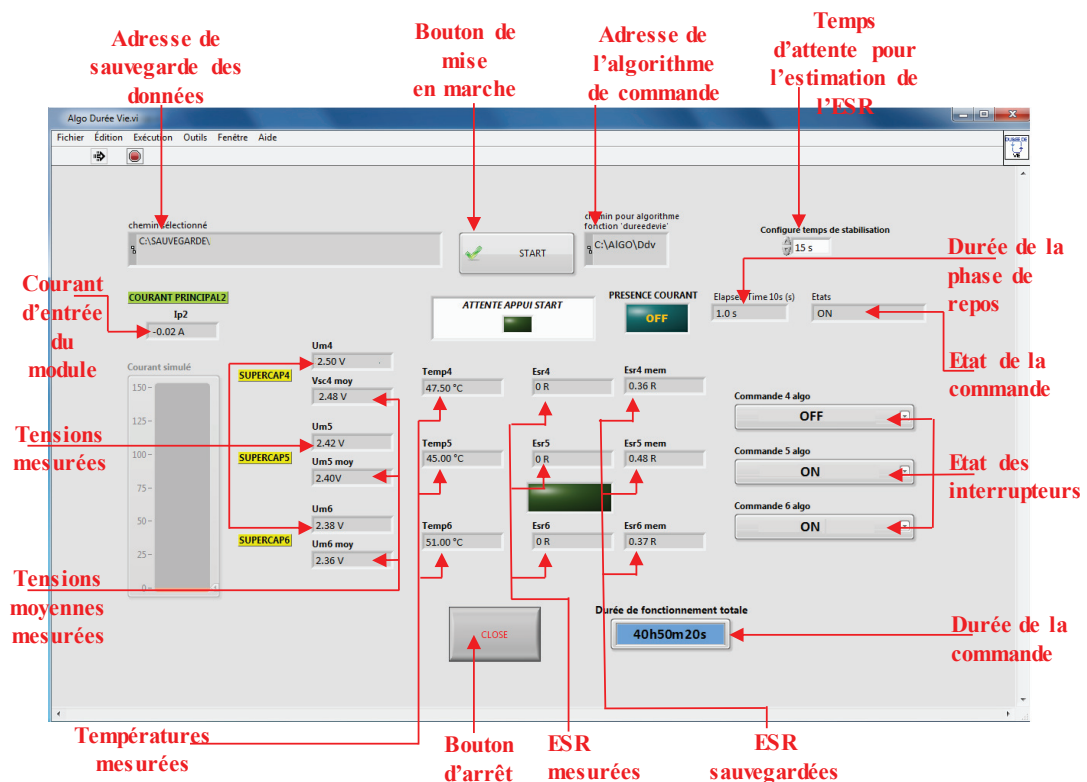 Adresse de
sauvegarde des
données
Bouton de
mise
en marche
Adresse de
l'algorithme
de commande
Temps
d'attente pour
l'estimation de
l'ESR
Algo Durée Vie.vi
Fichier Édition Exécution Outils Fenêtre Aide
chemin sélectionné
C:\SAUVEGARDE\
START
chemin pour algorithme
fonction 'dureedevie'
C:\AIGO\Ddv
Configure temps de stabilisation
15 s
Durée de la
phase de
repos
Courant
d'entrée
du
module
COURANT PRINCIPAL2
Ip2
-0.02 A
ATTENTE APPUI START
PRESENCE COURANT
OFF
Elapsed Time 10s (s)
1.0 s
Etats
ON
Etat de la
commande
Courant simulé
150
125
100
75
50
25
0
Um4
2.50 V
SUPERCAP4
Vsc4 moy
2.48 V
Um5
2.42 V
SUPERCAP5
Um5 moy
2.40V
Um6
2.38 V
SUPERCAP6
Um6 moy
2.36 V
Temp4
47.50 °C
Esr4
0 R
Esr4 mem
0.36 R
Temp5
45.00 °C
Esr5
0 R
Esr5 mem
0.48 R
Temp6
51.00 °C
Esr6
0 R
Esr6 mem
0.37 R
Commande 4 algo
OFF
Commande 5 algo
ON
Commande 6 algo
ON
Tensions
mesurées
Etat des
interrupteurs
Tensions
moyennes
mesurées
CLOSE
Durée de fonctionnement totale
40h50m20s
Durée de la
commande
Températures
mesurées
Bouton
d'arrêt
ESR
mesurées
ESR
sauvegardées